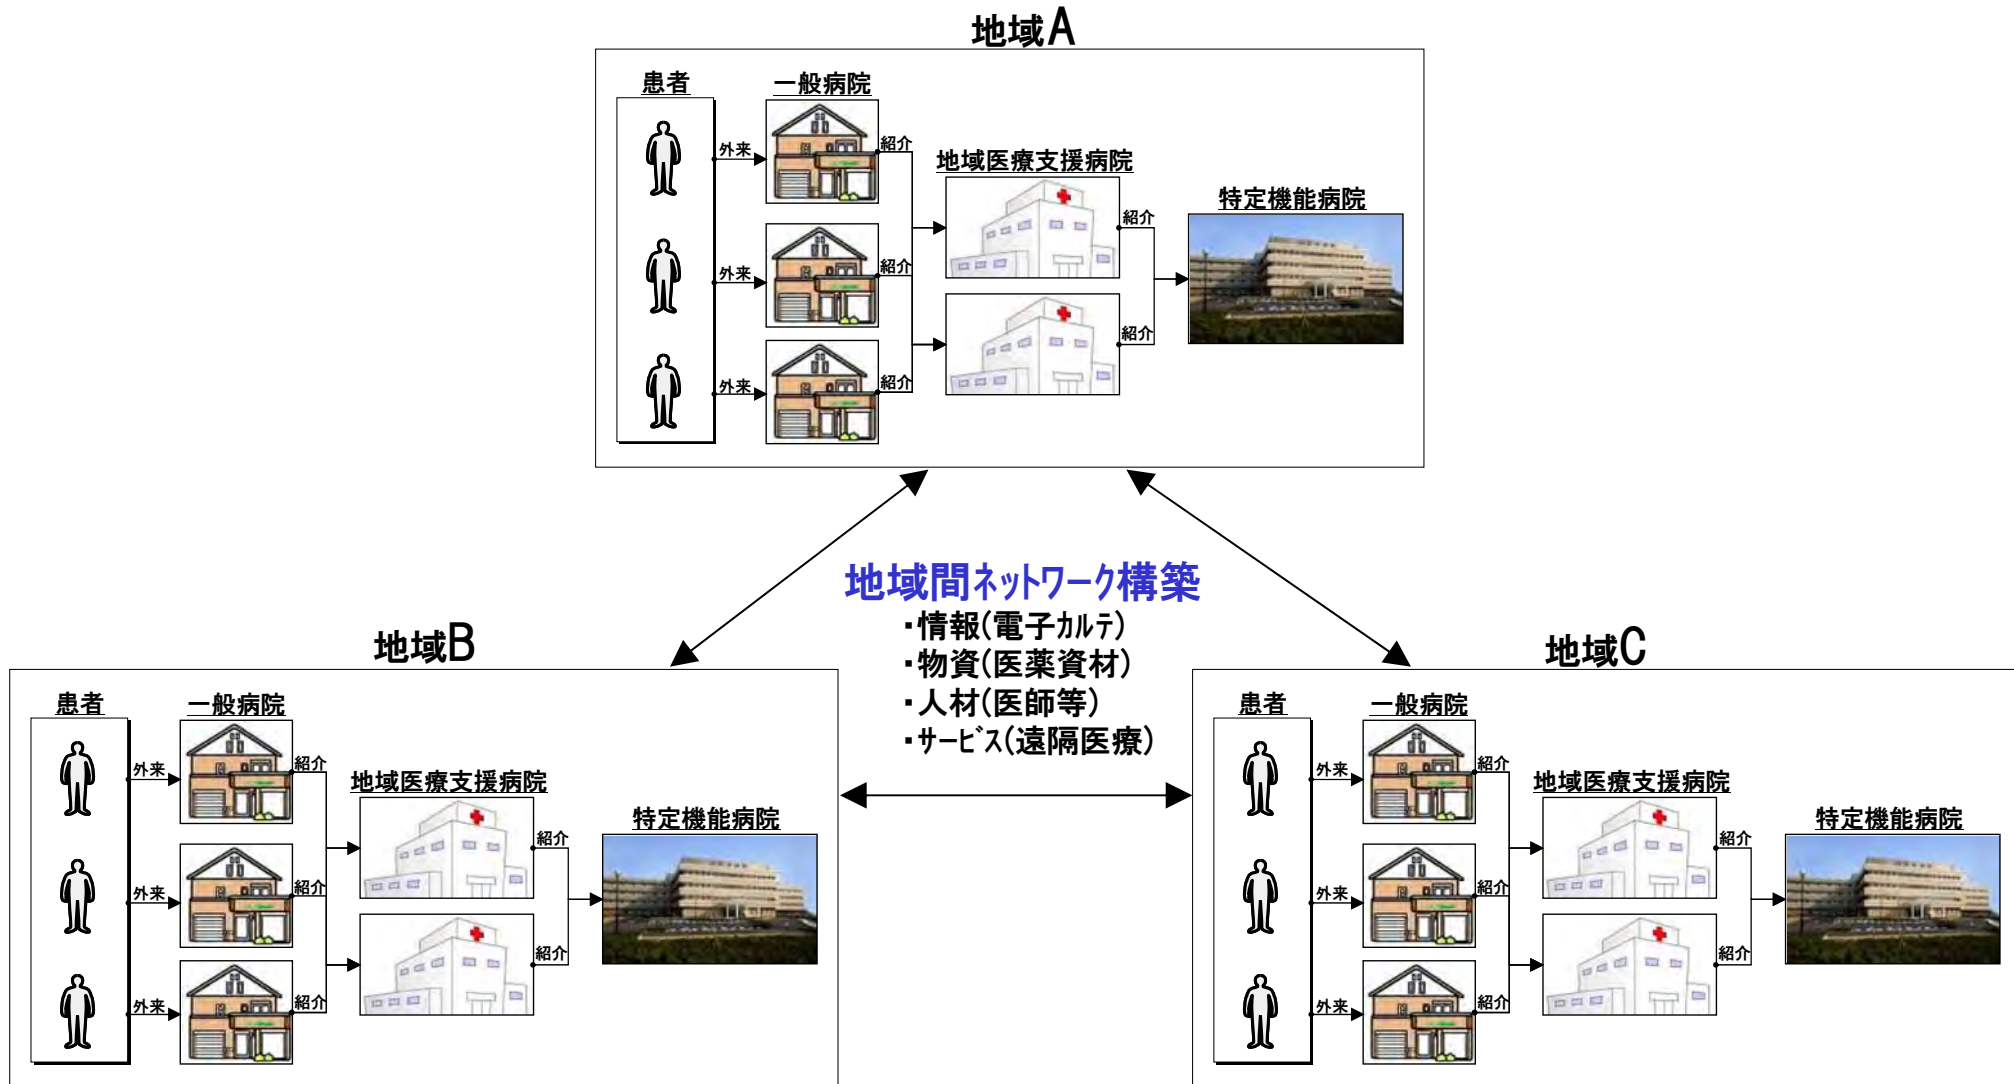 地域A
患者
一般病院
外来
紹介
地域医療支援病院
特定機能病院
紹介
外来
紹介
紹介
外来
紹介
地域間ネットワーク構築
・情報(電子カルテ)
・物資(医薬資材)
・人材(医師等)
・サービス(遠隔医療)
地域B
患者
一般病院
外来
紹介
地域医療支援病院
特定機能病院
紹介
外来
紹介
紹介
外来
紹介
地域C
患者
一般病院
外来
紹介
地域医療支援病院
特定機能病院
紹介
外来
紹介
紹介
外来
紹介